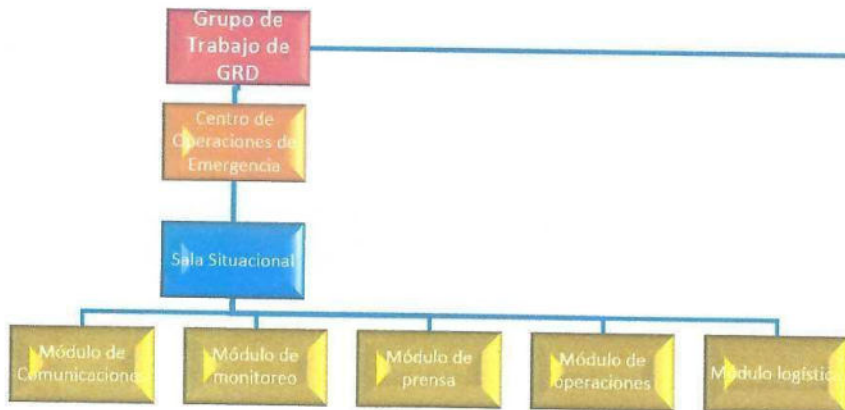 Grupo de
Trabajo de
GRD
Centro de
Operaciones de
Emergencia
Sala Situacional
Módulo de
Comunicaciones
Módulo de
monitoreo
Módulo de
prensa
Módulo de
operaciones
Módulo logística